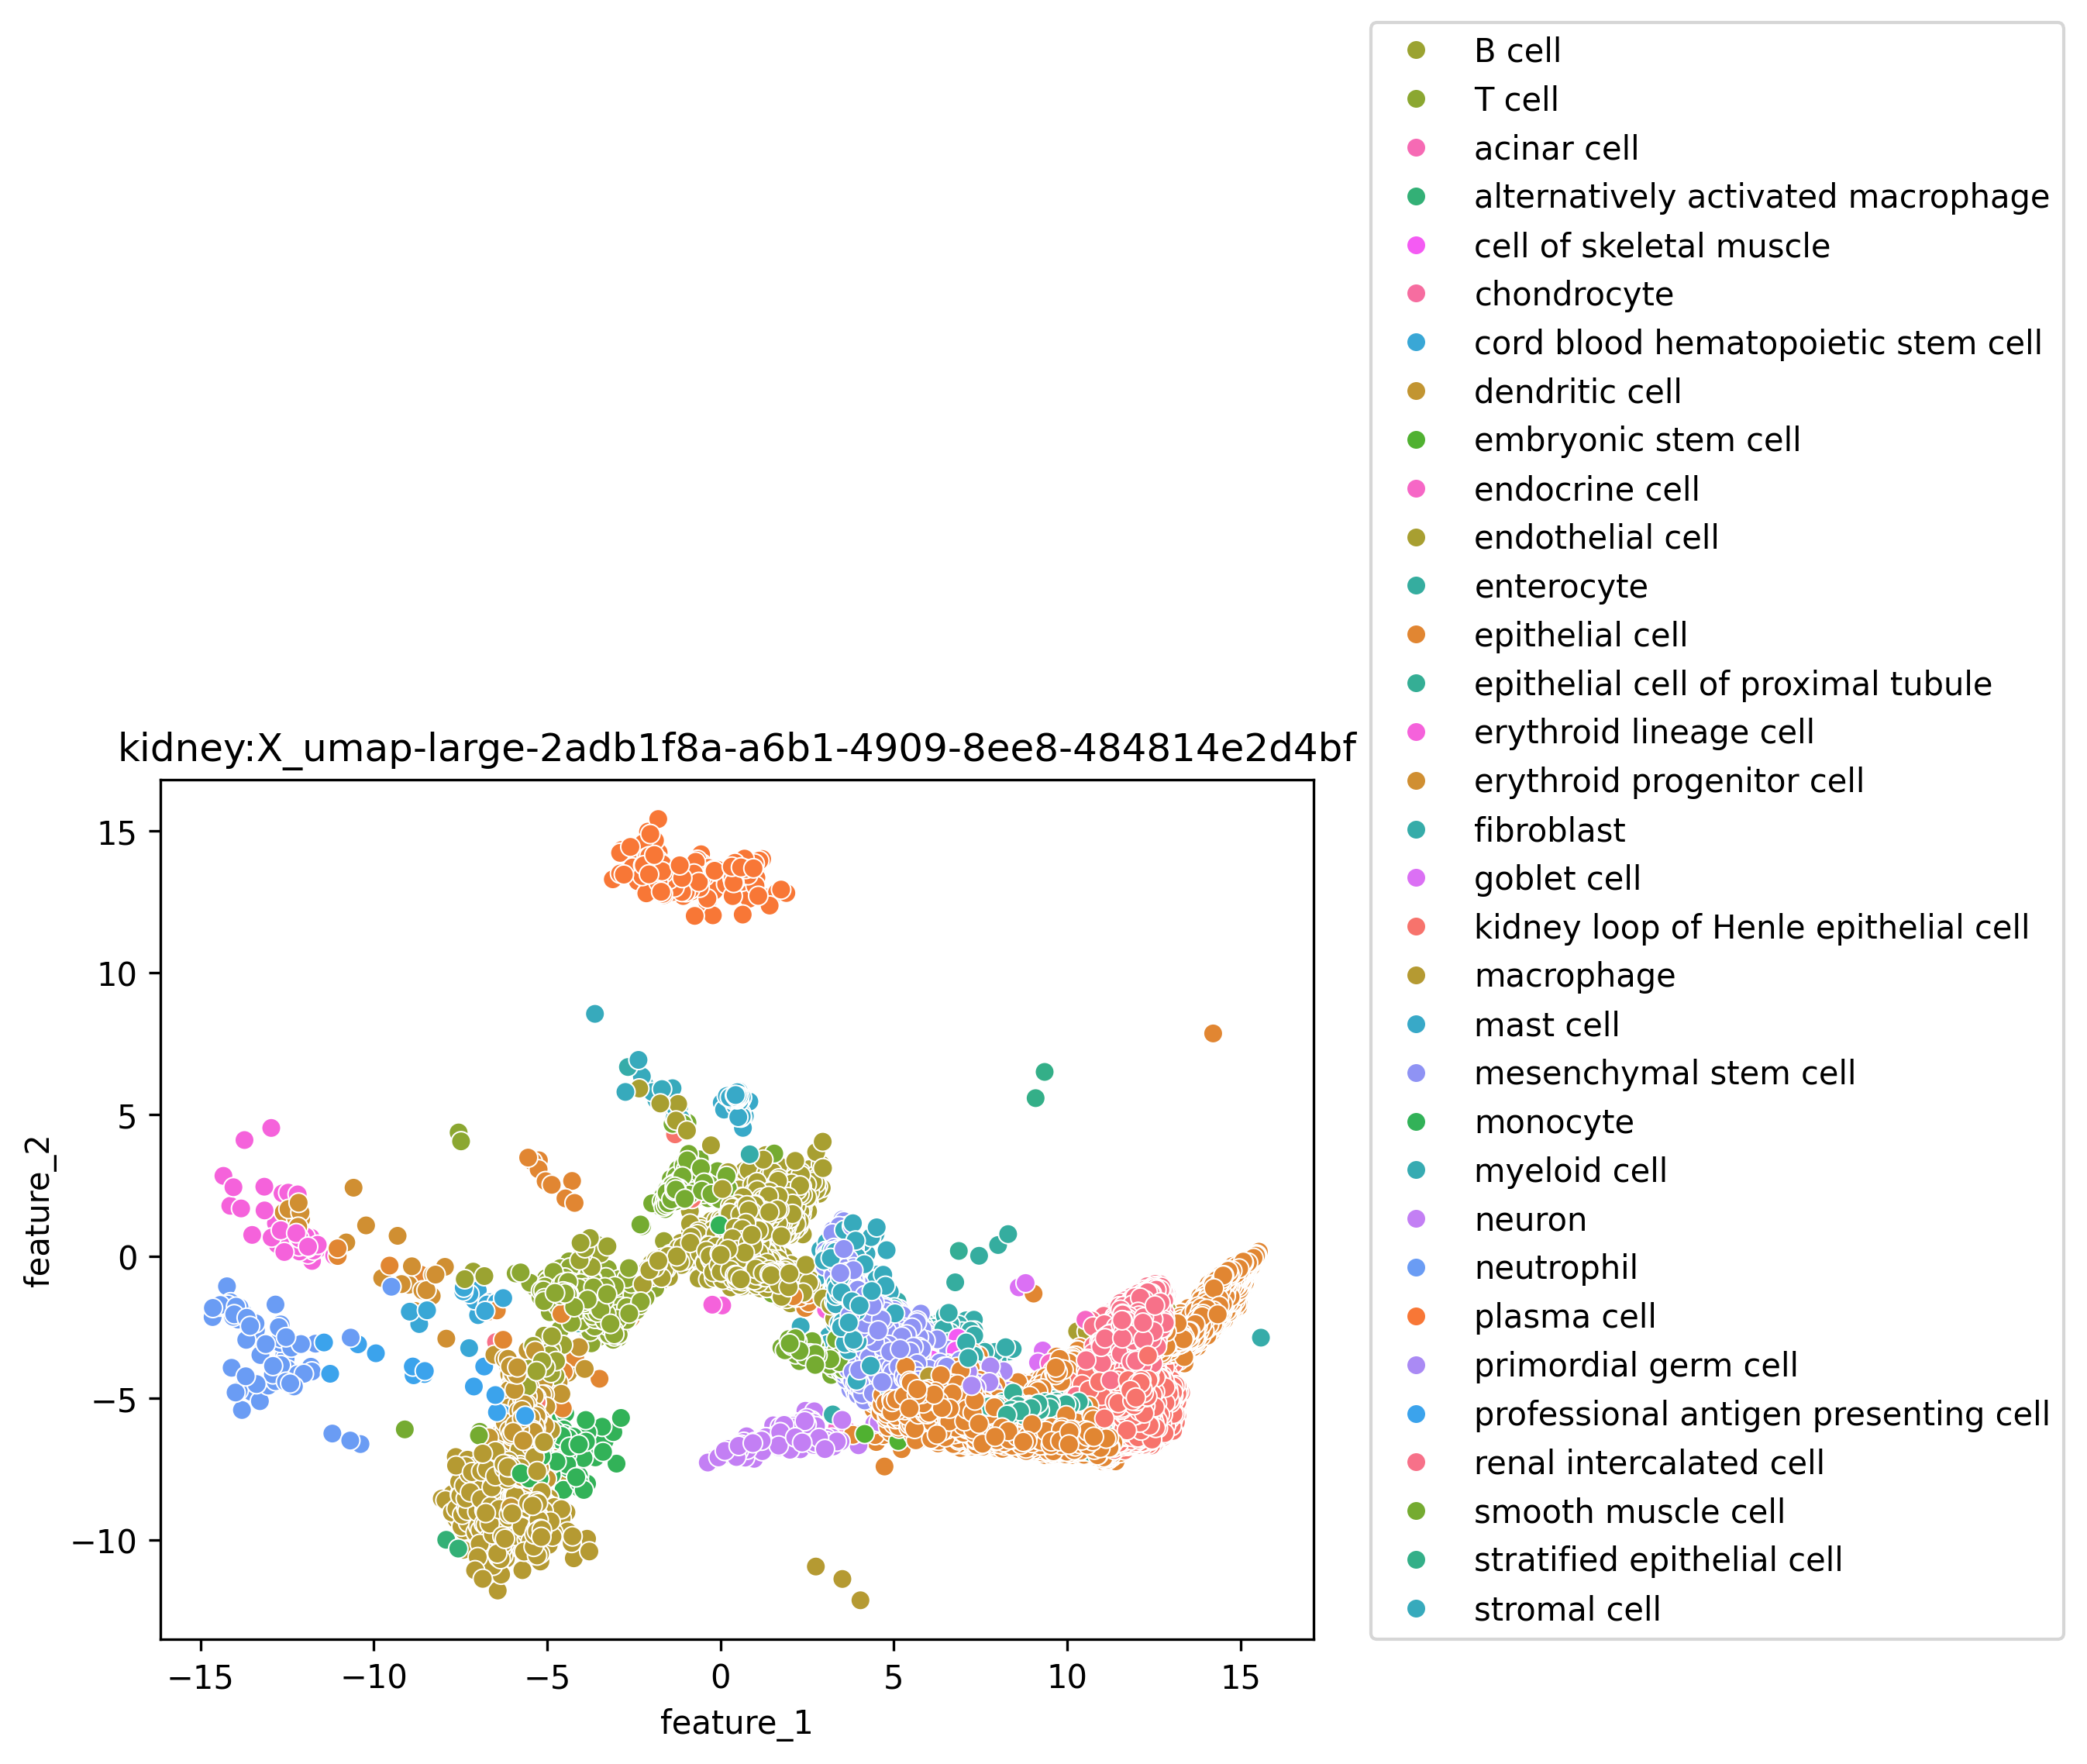 B cell
T cell
acinar cell
alternatively activated macrophage
cell of skeletal muscle
chondrocyte
cord blood hematopoietic stem cell
dendritic cell
embryonic stem cell
endocrine cell
endothelial cell
enterocyte
epithelial cell
epithelial cell of proximal tubule
erythroid lineage cell
erythroid progenitor cell
fibroblast
goblet cell
kidney loop of Henle epithelial cell
macrophage
mast cell
mesenchymal stem cell
monocyte
myeloid cell
neuron
neutrophil
plasma cell
primordial germ cell
professional antigen presenting cell
renal intercalated cell
smooth muscle cell
stratified epithelial cell
stromal cell
kidney:X_umap-large-2adb1f8a-a6b1-4909-8ee8-484814e2d4bf
15
10
5
0
−5
−10
feature_2
−15 −10 −5 0 5 10 15
feature_1